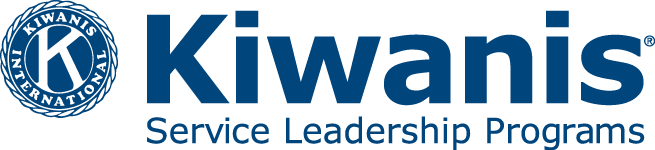 KIWANIS
K
INTERNATIONAL
Kiwanis®
Service Leadership Programs